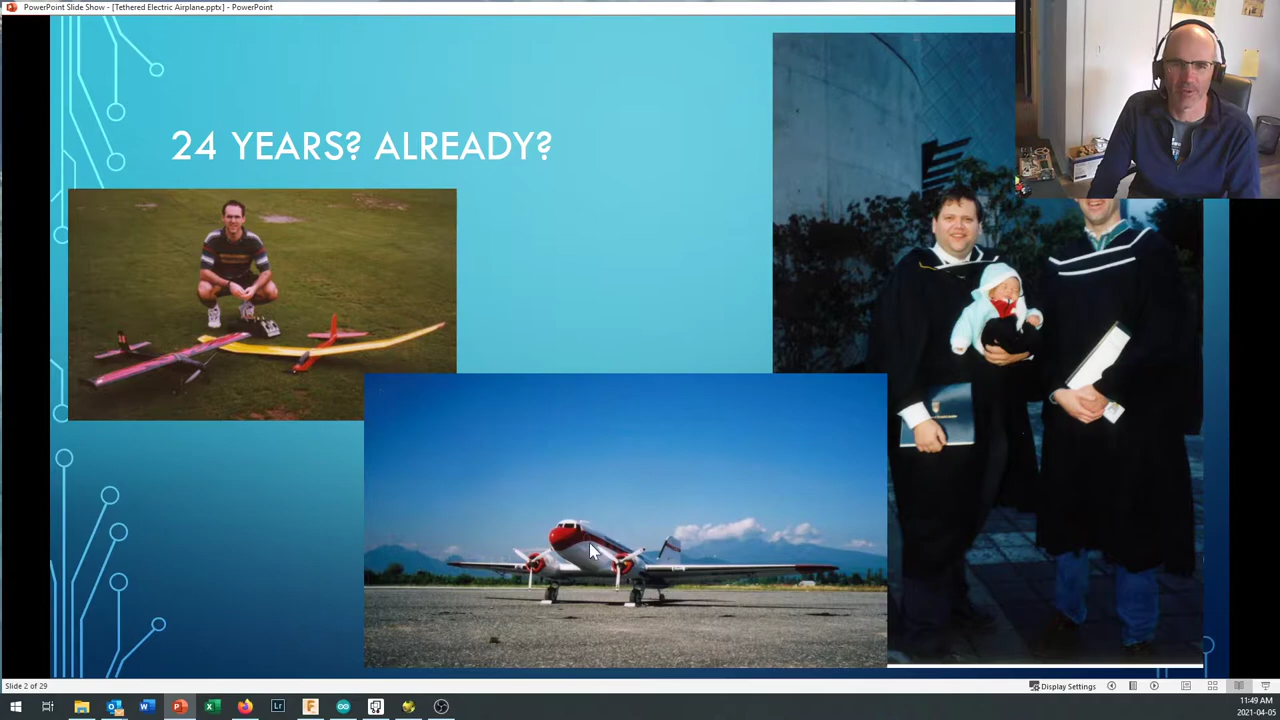 PowerPoint Slide Show - [Tethered Electric Airplane.pptx] - PowerPoint
24 YEARS? ALREADY?
Slide 2 of 29
Display Settings
Lr
11:49 AM
2021-04-05